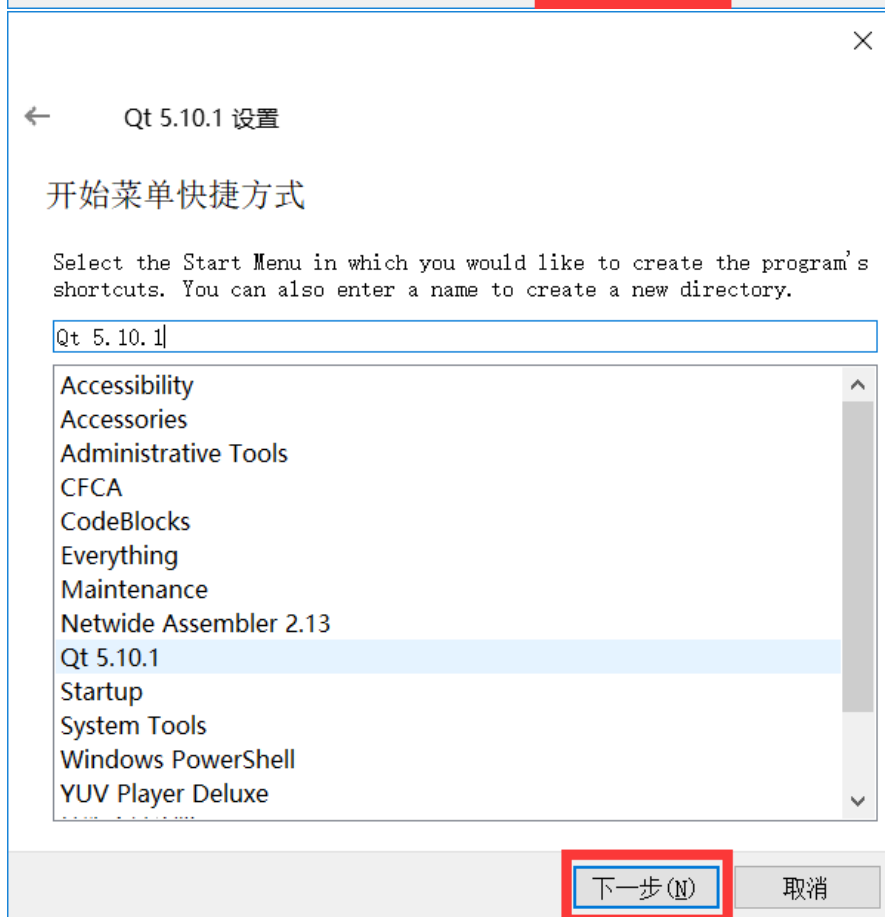 Qt 5.10.1 设置
开始菜单快捷方式
Select the Start Menu in which you would like to create the program's
shortcuts. You can also enter a name to create a new directory.
Qt 5.10.1
Accessibility
Accessories
Administrative Tools
CFCA
CodeBlocks
Everything
Maintenance
Netwide Assembler 2.13
Qt 5.10.1
Startup
System Tools
Windows PowerShell
YUV Player Deluxe
下一步(N)
取消